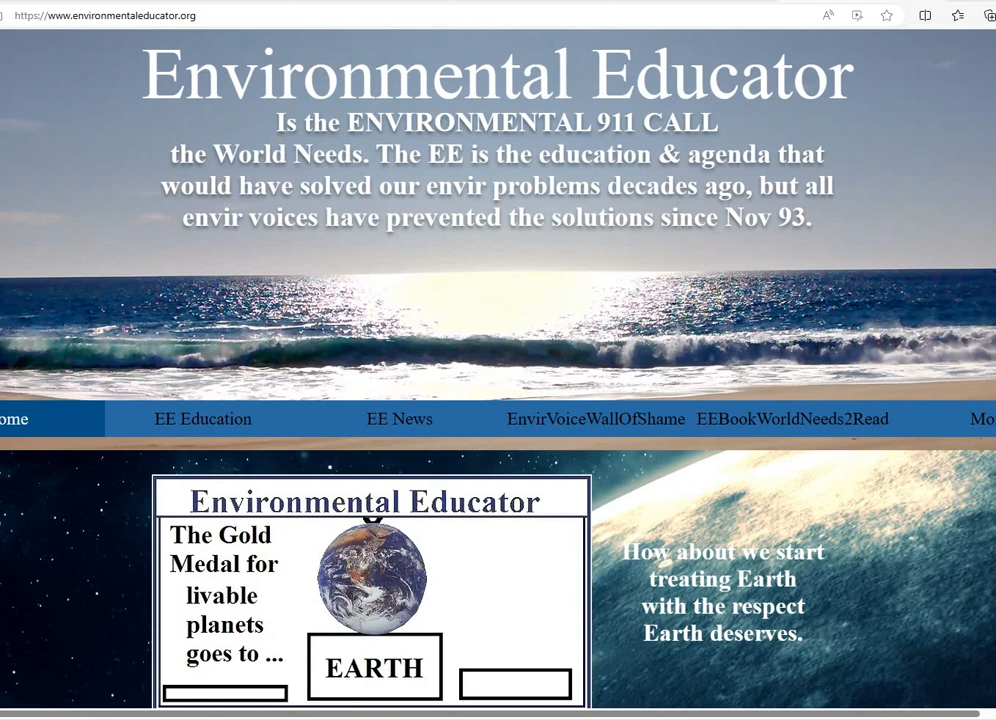 https://www.environmentaleducator.org
Environmental Educator
Is the ENVIRONMENTAL 911 CALL
the World Needs. The EE is the education & agenda that
would have solved our envir problems decades ago, but all
envir voices have prevented the solutions since Nov 93.
ome EE Education EE News EnvirVoiceWallOfShame EEBookWorldNeeds2Read Mo
Environmental Educator
The Gold
Medal for
livable
planets
goes to ...
EARTH
How about we start
treating Earth
with the respect
Earth deserves.